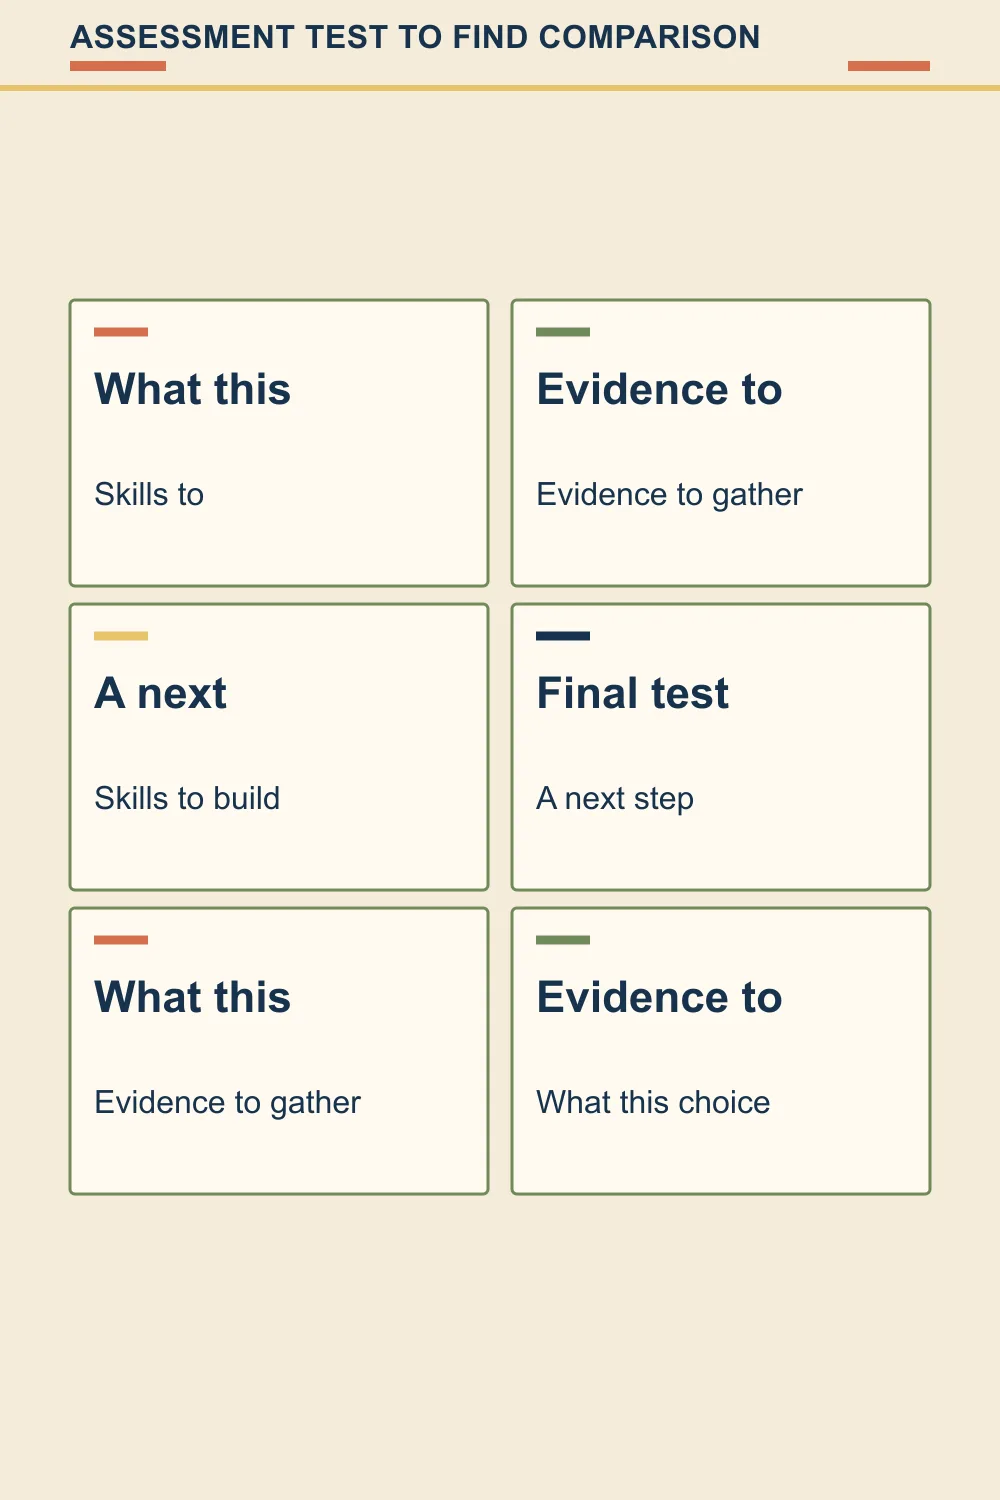 ASSESSMENT TEST TO FIND COMPARISON
What this
Skills to
Evidence to
Evidence to gather
A next
Skills to build
Final test
A next step
What this
Evidence to gather
Evidence to
What this choice